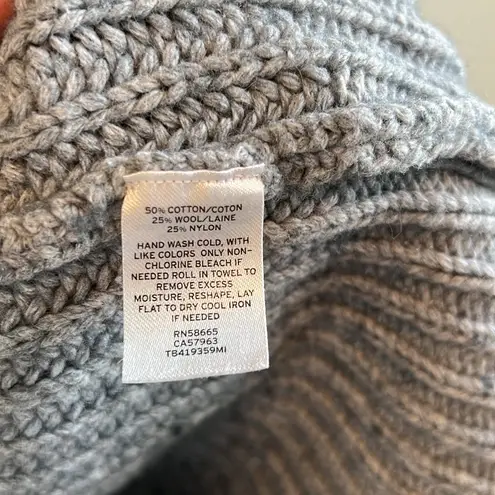 50% COTTON/COTON
25% WOOL/LAINE
25% NYLON
HAND WASH COLD, WITH
LIKE COLORS ONLY NON-
CHLORINE BLEACH IF
NEEDED ROLL IN TOWEL TO
REMOVE EXCESS
MOISTURE, RESHAPE, LAY
FLAT TO DRY COOL IRON
IF NEEDED
RN58665
CA57963
TB419359MI